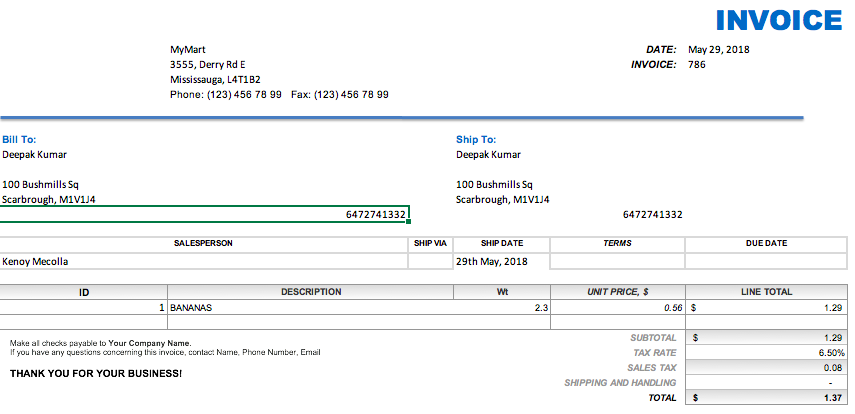 INVOICE
MyMart DATE: May 29, 2018
3555, Derry Rd E INVOICE: 786
Mississauga, L4T1B2
Phone: (123) 456 78 99 Fax: (123) 456 78 99
Bill To: Ship To:
Deepak Kumar Deepak Kumar
100 Bushmills Sq 100 Bushmills Sq
Scarbrough, M1V1J4 Scarbrough, M1V1J4
6472741332 6472741332
SALESPERSON SHIP VIA SHIP DATE TERMS DUE DATE
Kenoy Mecolla 29th May, 2018
ID DESCRIPTION Wt UNIT PRICE, $ LINE TOTAL
1 BANANAS 2.3 0.56 $ 1.29
SUBTOTAL $ 1.29
Make all checks payable to Your Company Name.
If you have any questions concerning this invoice, contact Name, Phone Number, Email
TAX RATE 6.50%
THANK YOU FOR YOUR BUSINESS! SALES TAX 0.08
SHIPPING AND HANDLING -
TOTAL $ 1.37